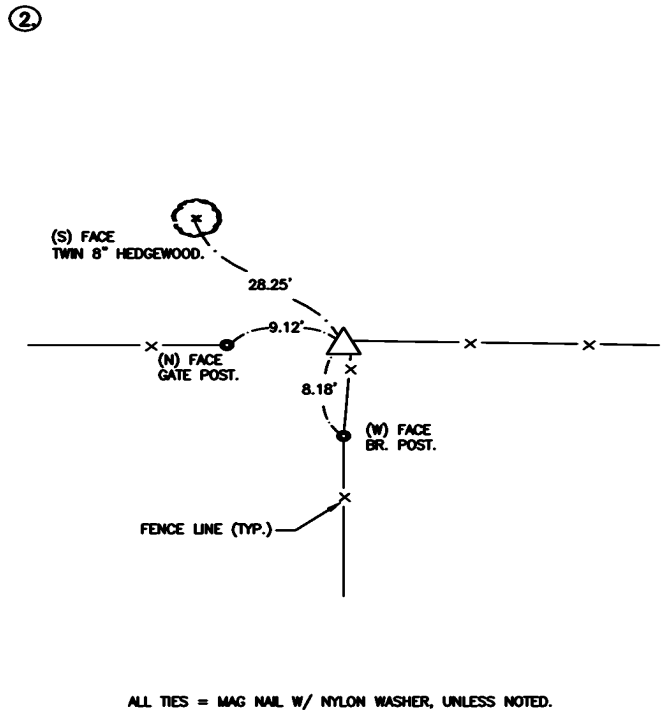 2.
(S) FACE
TWIN 8" HEDGEWOOD.
28.25'
9.12'
(N) FACE
GATE POST.
8.18'
(W) FACE
BR. POST.
FENCE LINE (TYP.)
ALL TIES = MAG NAIL W/ NYLON WASHER, UNLESS NOTED.